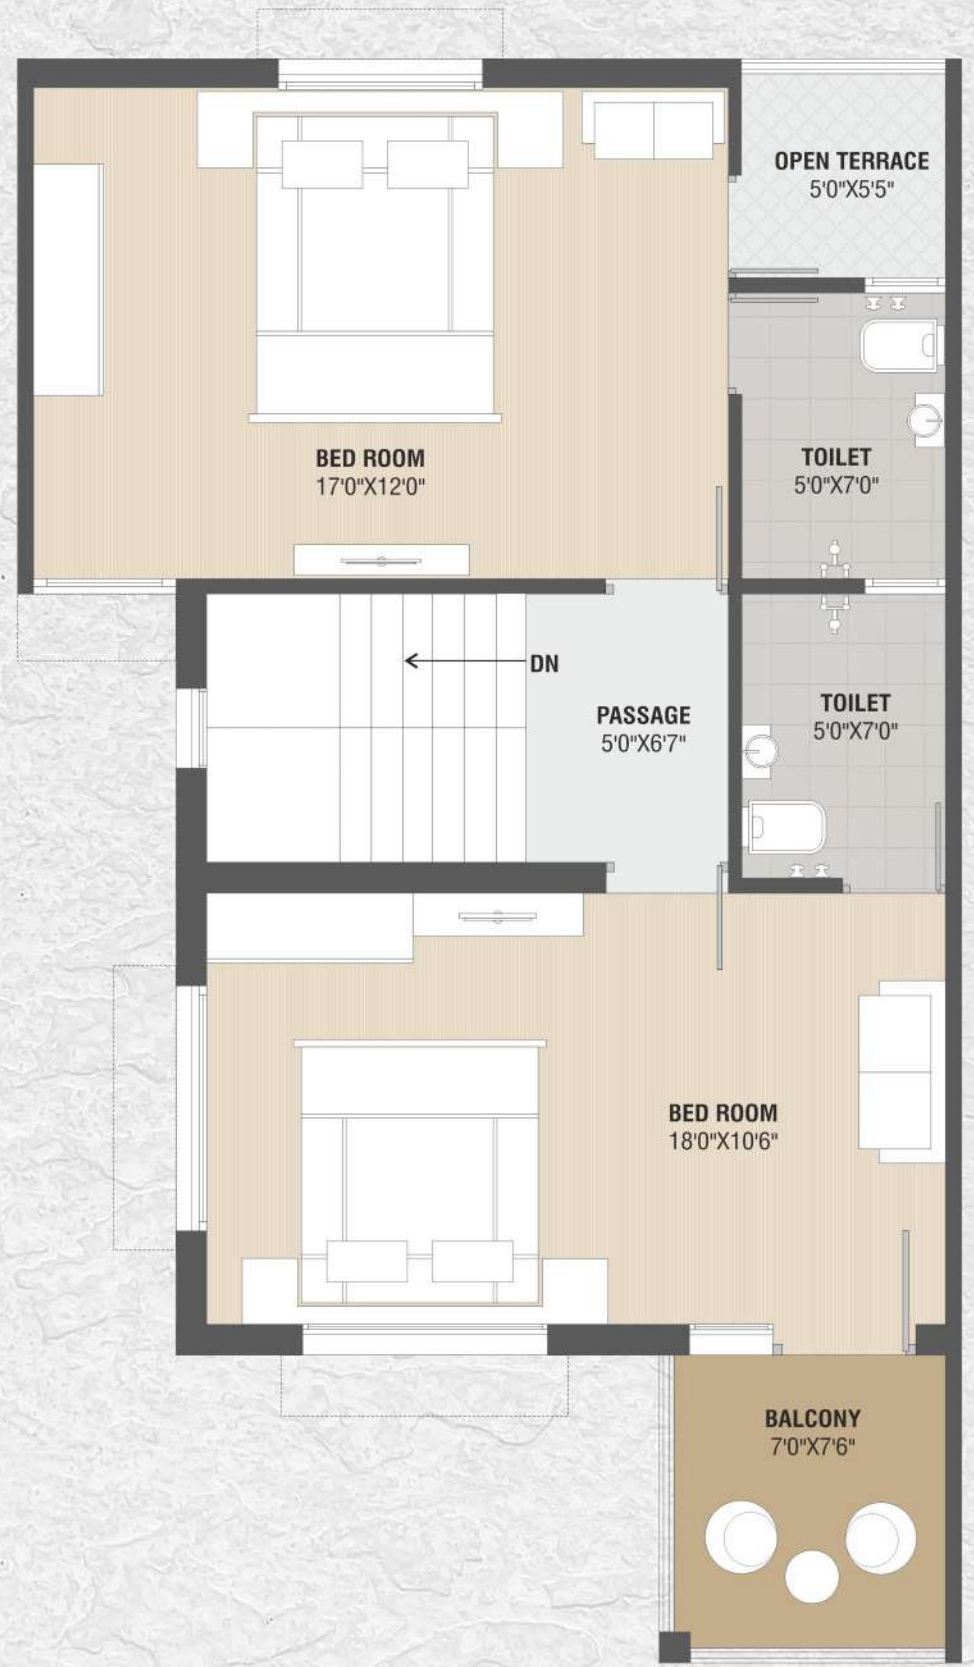 OPEN TERRACE
5'0"X5'5"
BED ROOM
17'0"X12'0"
TOILET
5'0"X7'0"
DN
PASSAGE
5'0"X6'7"
TOILET
5'0"X7'0"
BED ROOM
18'0"X10'6"
BALCONY
7'0"X7'6"